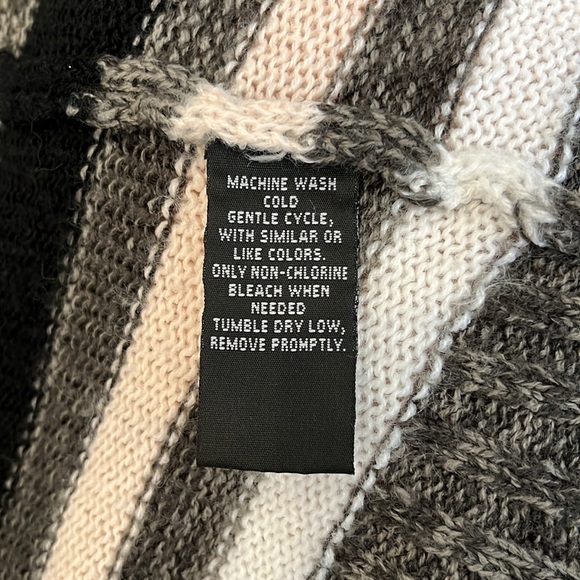 MACHINE WASH
COLD
GENTLE CYCLE,
WITH SIMILAR OR
LIKE COLORS.
ONLY NON-CHLORINE
BLEACH WHEN
NEEDED
TUMBLE DRY LOW,
REMOVE PROMPTLY.